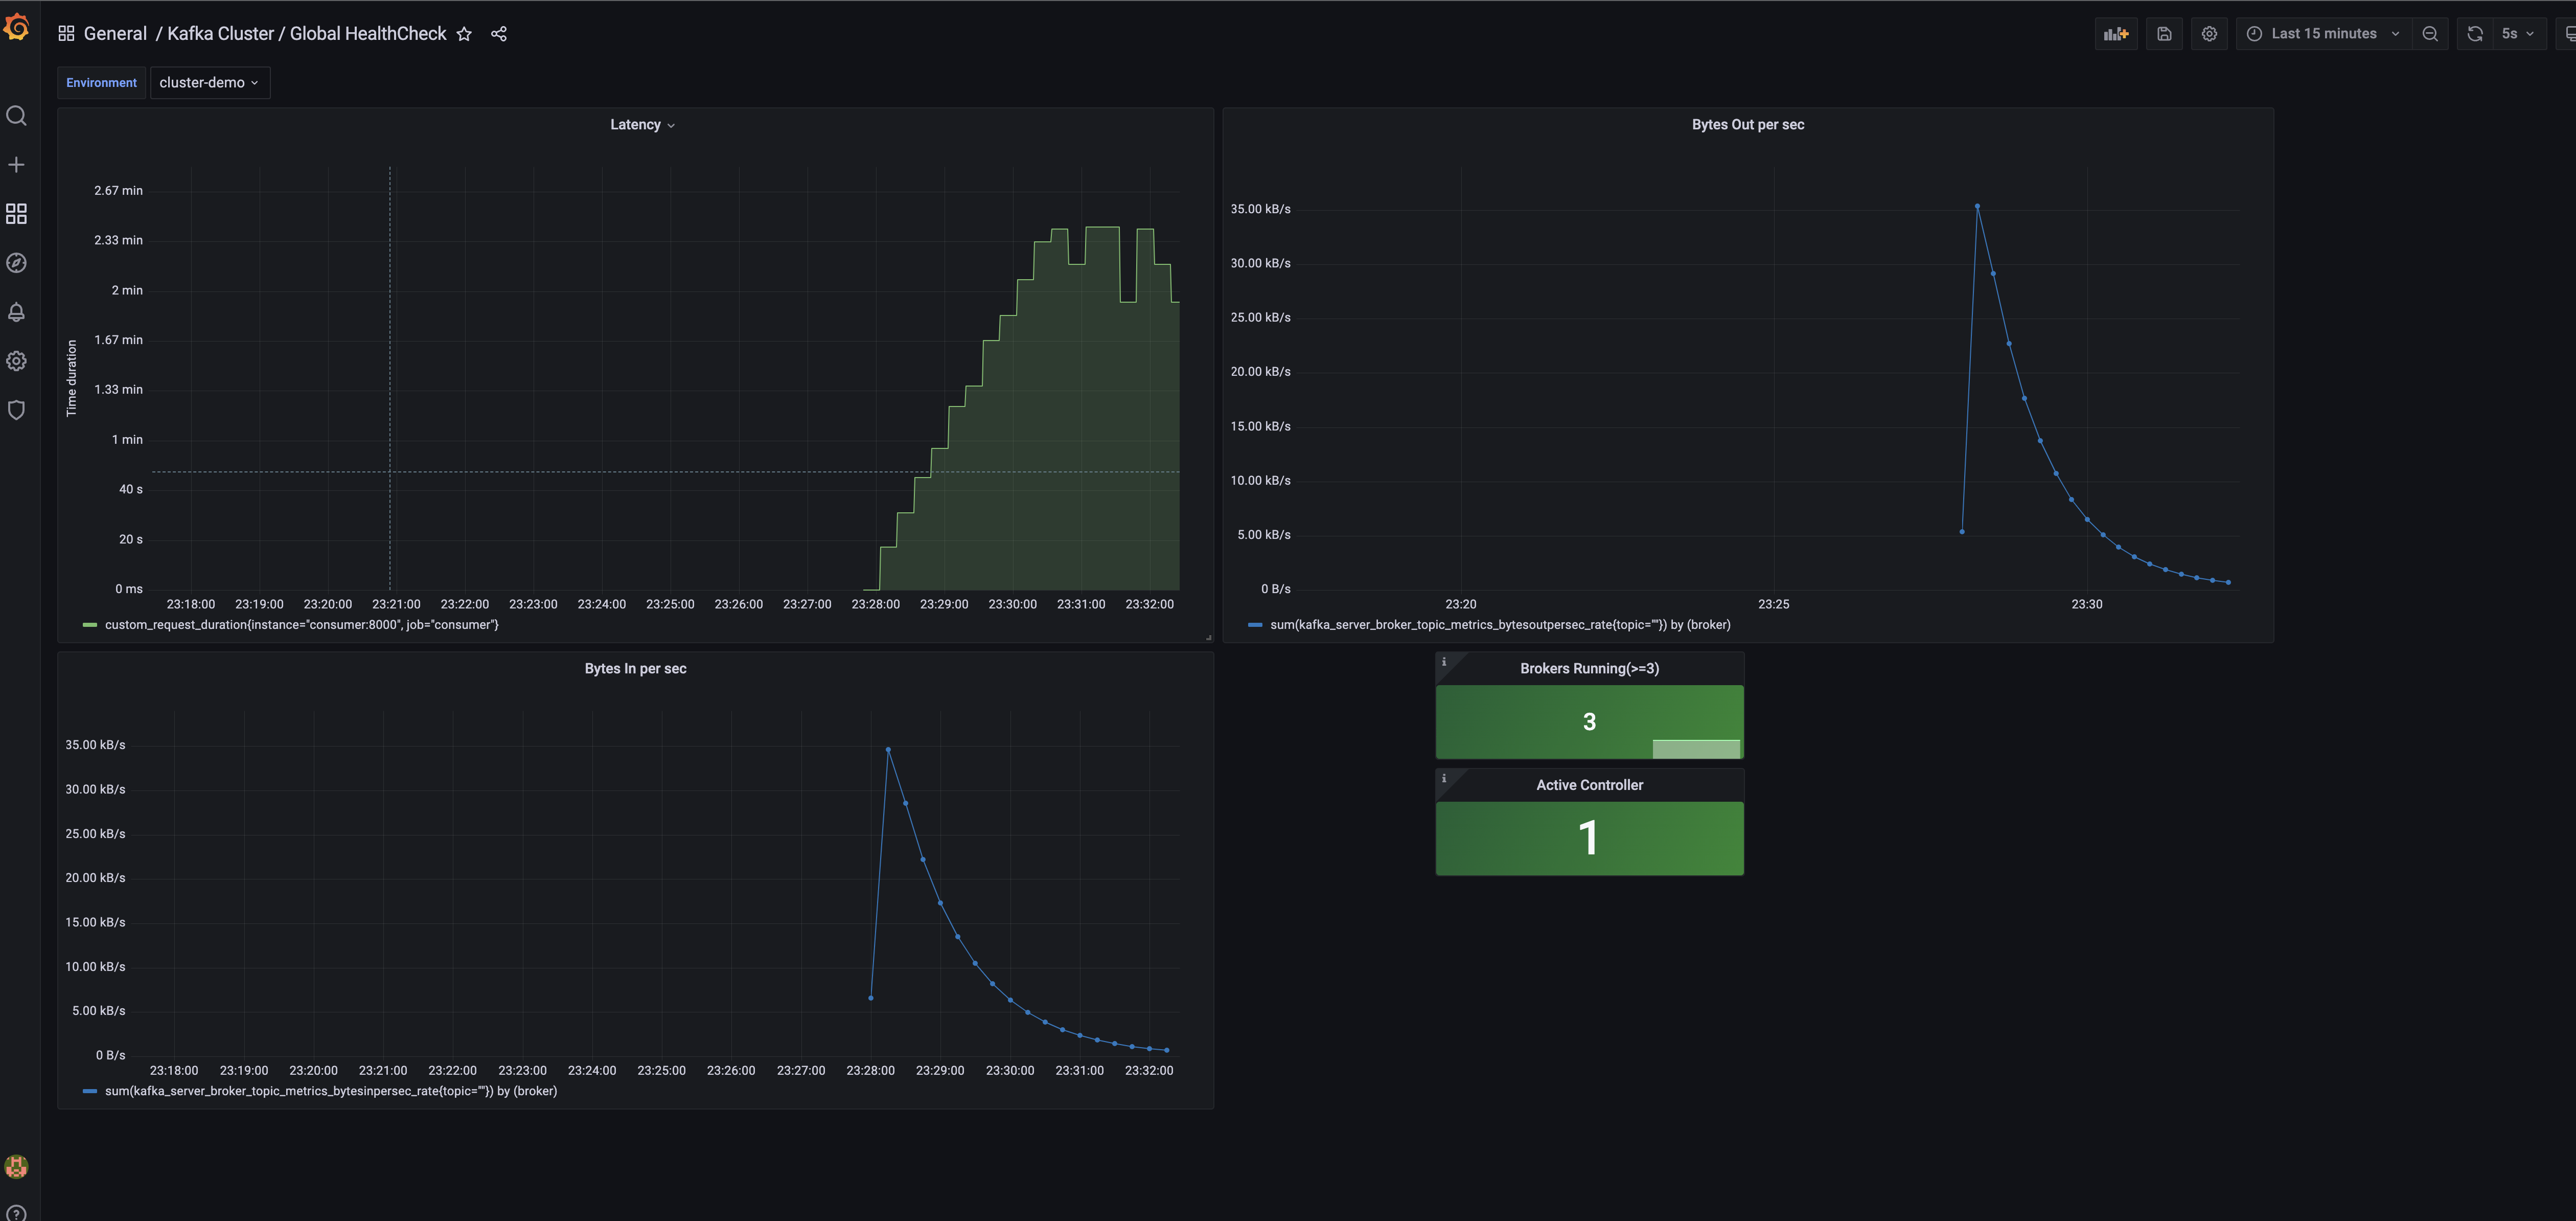 General / Kafka Cluster / Global HealthCheck
Last 15 minutes
5s
Environment
cluster-demo
Latency
2.67 min
2.33 min
2 min
1.67 min
1.33 min
1 min
40 s
20 s
0 ms
Time duration
23:18:00 23:19:00 23:20:00 23:21:00 23:22:00 23:23:00 23:24:00 23:25:00 23:26:00 23:27:00 23:28:00 23:29:00 23:30:00 23:31:00 23:32:00
custom_request_duration{instance="consumer:8000", job="consumer"}
Bytes Out per sec
35.00 kB/s
30.00 kB/s
25.00 kB/s
20.00 kB/s
15.00 kB/s
10.00 kB/s
5.00 kB/s
0 B/s
23:20 23:25 23:30
sum(kafka_server_broker_topic_metrics_bytesoutpersec_rate{topic=""}) by (broker)
Bytes In per sec
35.00 kB/s
30.00 kB/s
25.00 kB/s
20.00 kB/s
15.00 kB/s
10.00 kB/s
5.00 kB/s
0 B/s
23:18:00 23:19:00 23:20:00 23:21:00 23:22:00 23:23:00 23:24:00 23:25:00 23:26:00 23:27:00 23:28:00 23:29:00 23:30:00 23:31:00 23:32:00
sum(kafka_server_broker_topic_metrics_bytesinpersec_rate{topic=""}) by (broker)
i
Brokers Running(>=3)
3
i
Active Controller
1